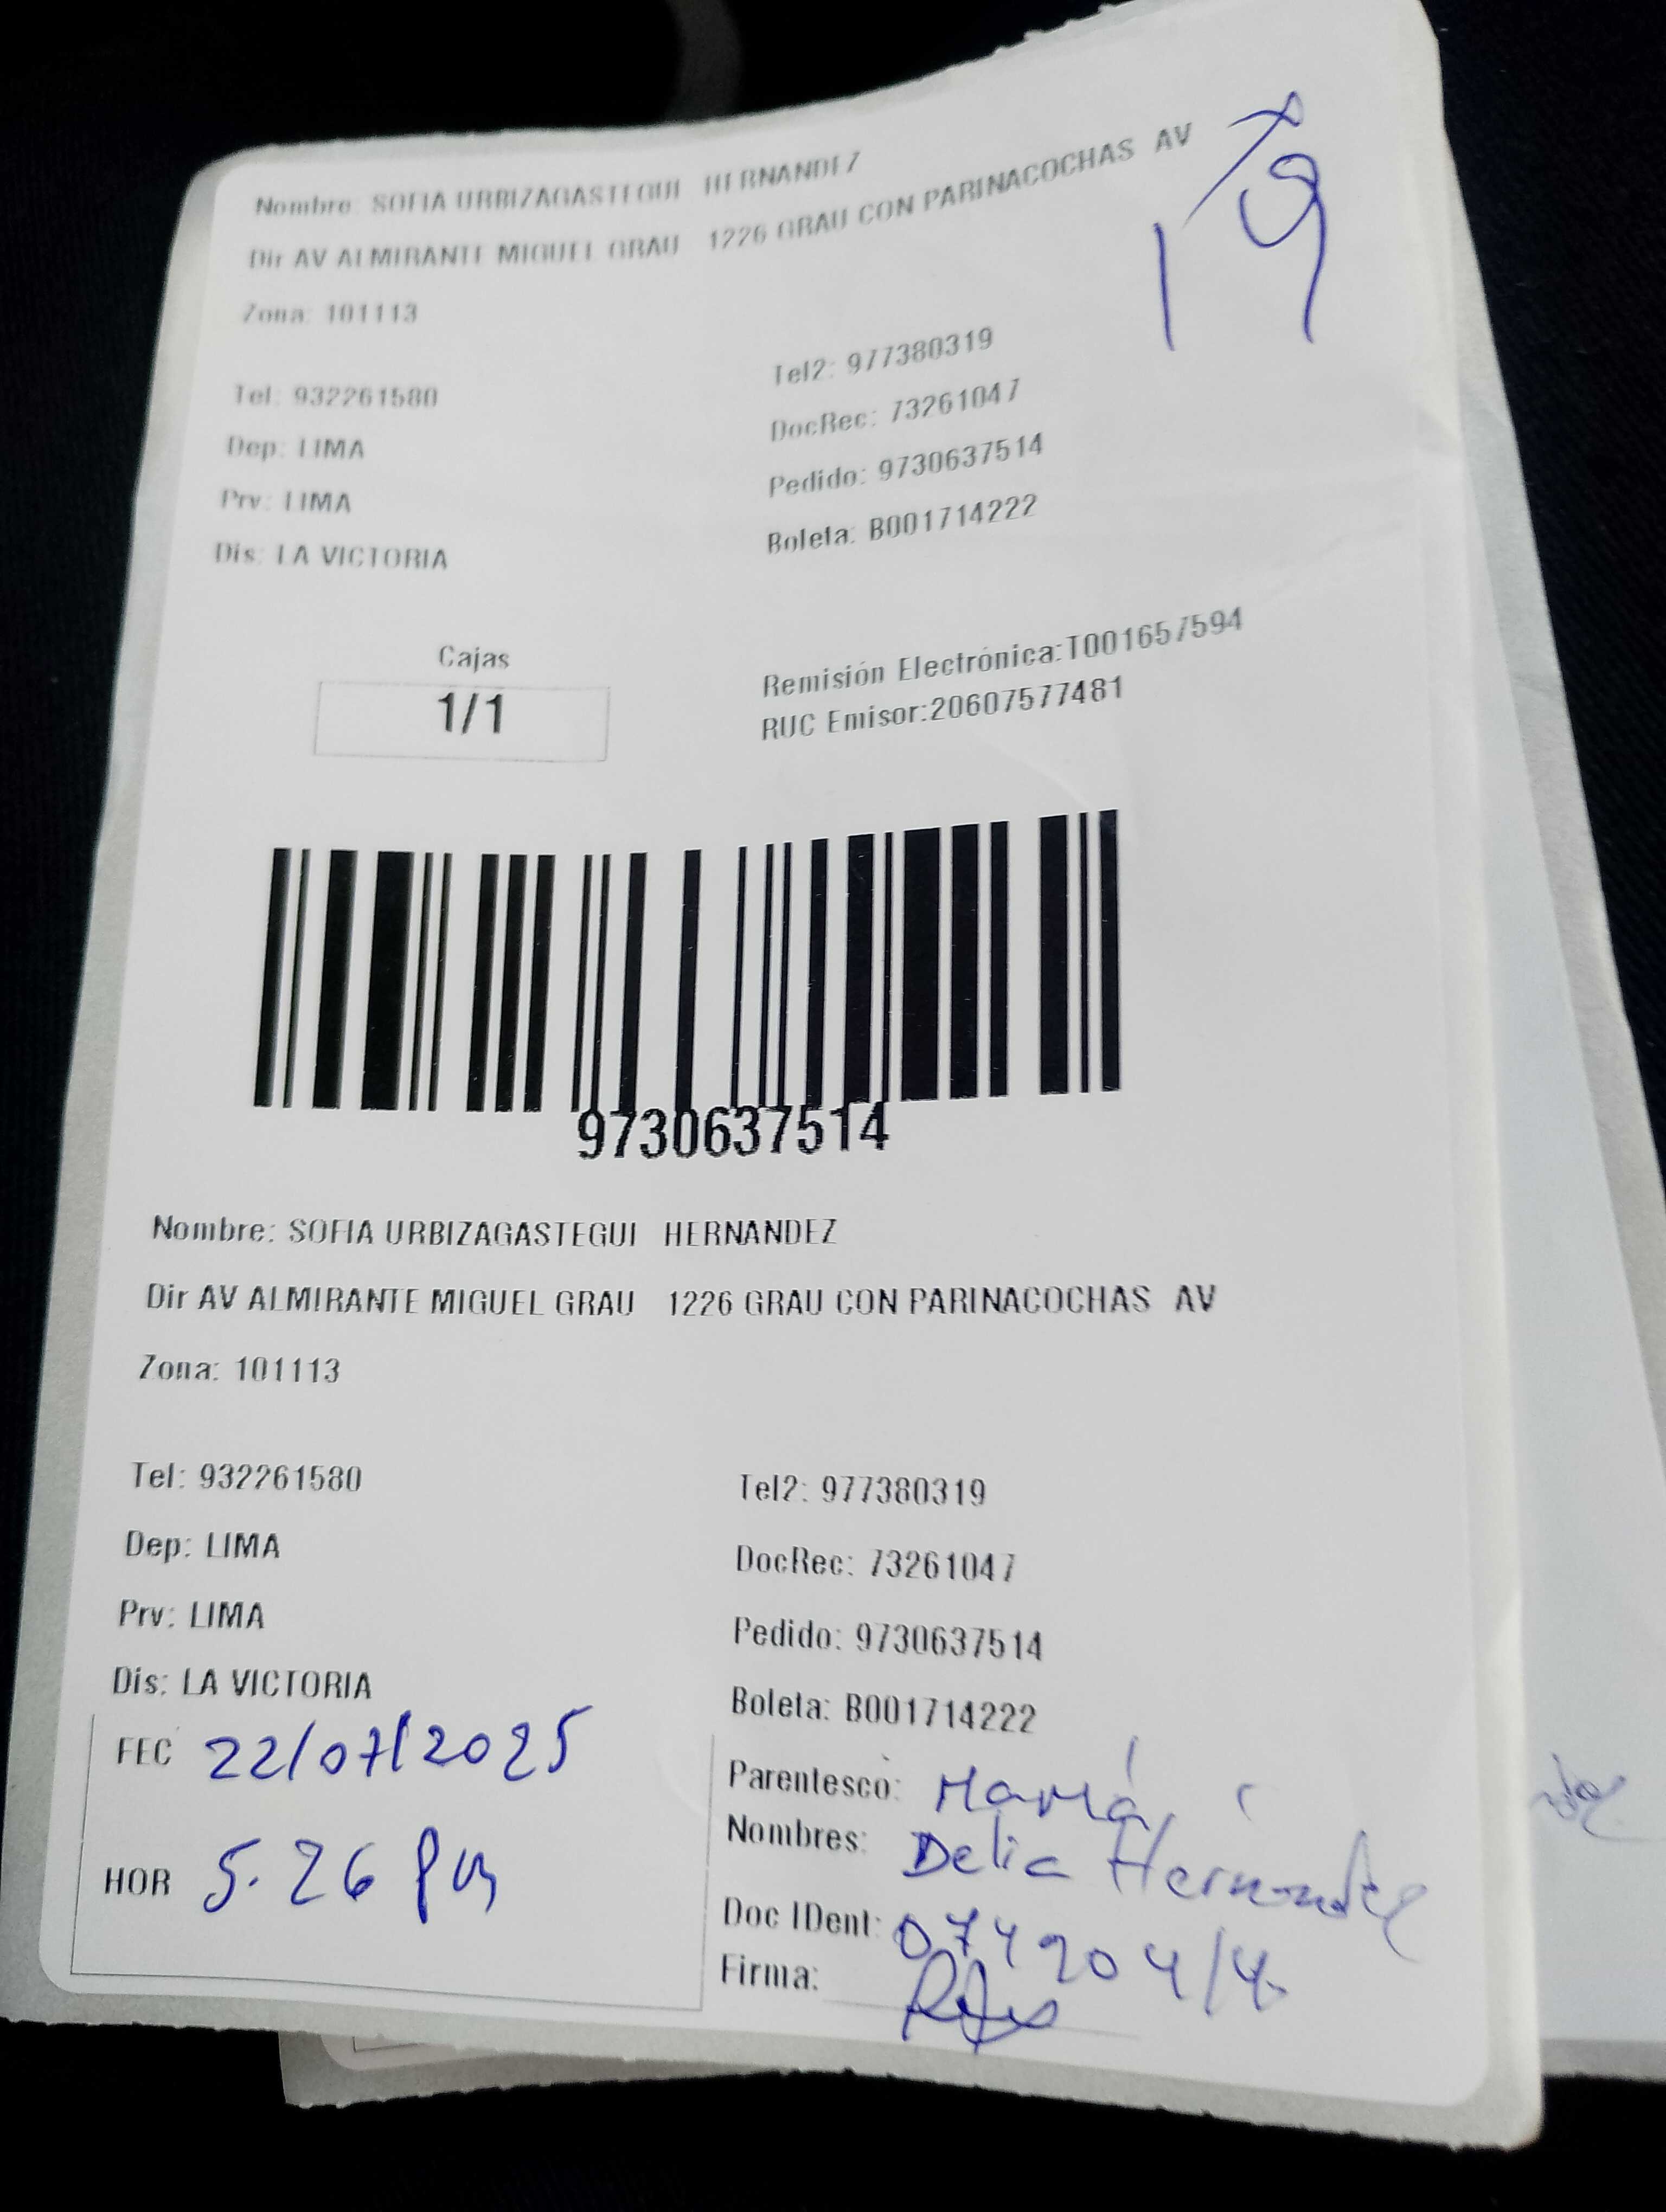 Nombre: SOFIA URBIZAGASTEGUI HERNANDEZ
Dir AV ALMIRANTE MIGUEL GRAU 1226 GRAU CON PARINACOCHAS AV
19
Zona: 101113
Tel: 932261580 Tel2: 977380319
Dep: LIMA DocRec: 73261047
Prv: LIMA Pedido: 9730637514
Dis: LA VICTORIA Boleta: B001714222
Cajas
1/1
Remisión Electrónica:T001657594
RUC Emisor:20607577481
9730637514
Nombre: SOFIA URBIZAGASTEGUI HERNANDEZ
Dir AV ALMIRANTE MIGUEL GRAU 1226 GRAU CON PARINACOCHAS AV
Zona: 101113
Tel: 932261580 Tel2: 977380319
Dep: LIMA DocRec: 73261047
Prv: LIMA Pedido: 9730637514
Dis: LA VICTORIA Boleta: B001714222
FEC 22/07/2025
HOR 5.26 pm
Parentesco: Mamá
Nombres: Delia Hernandez
Doc IDent: 07420414
Firma: